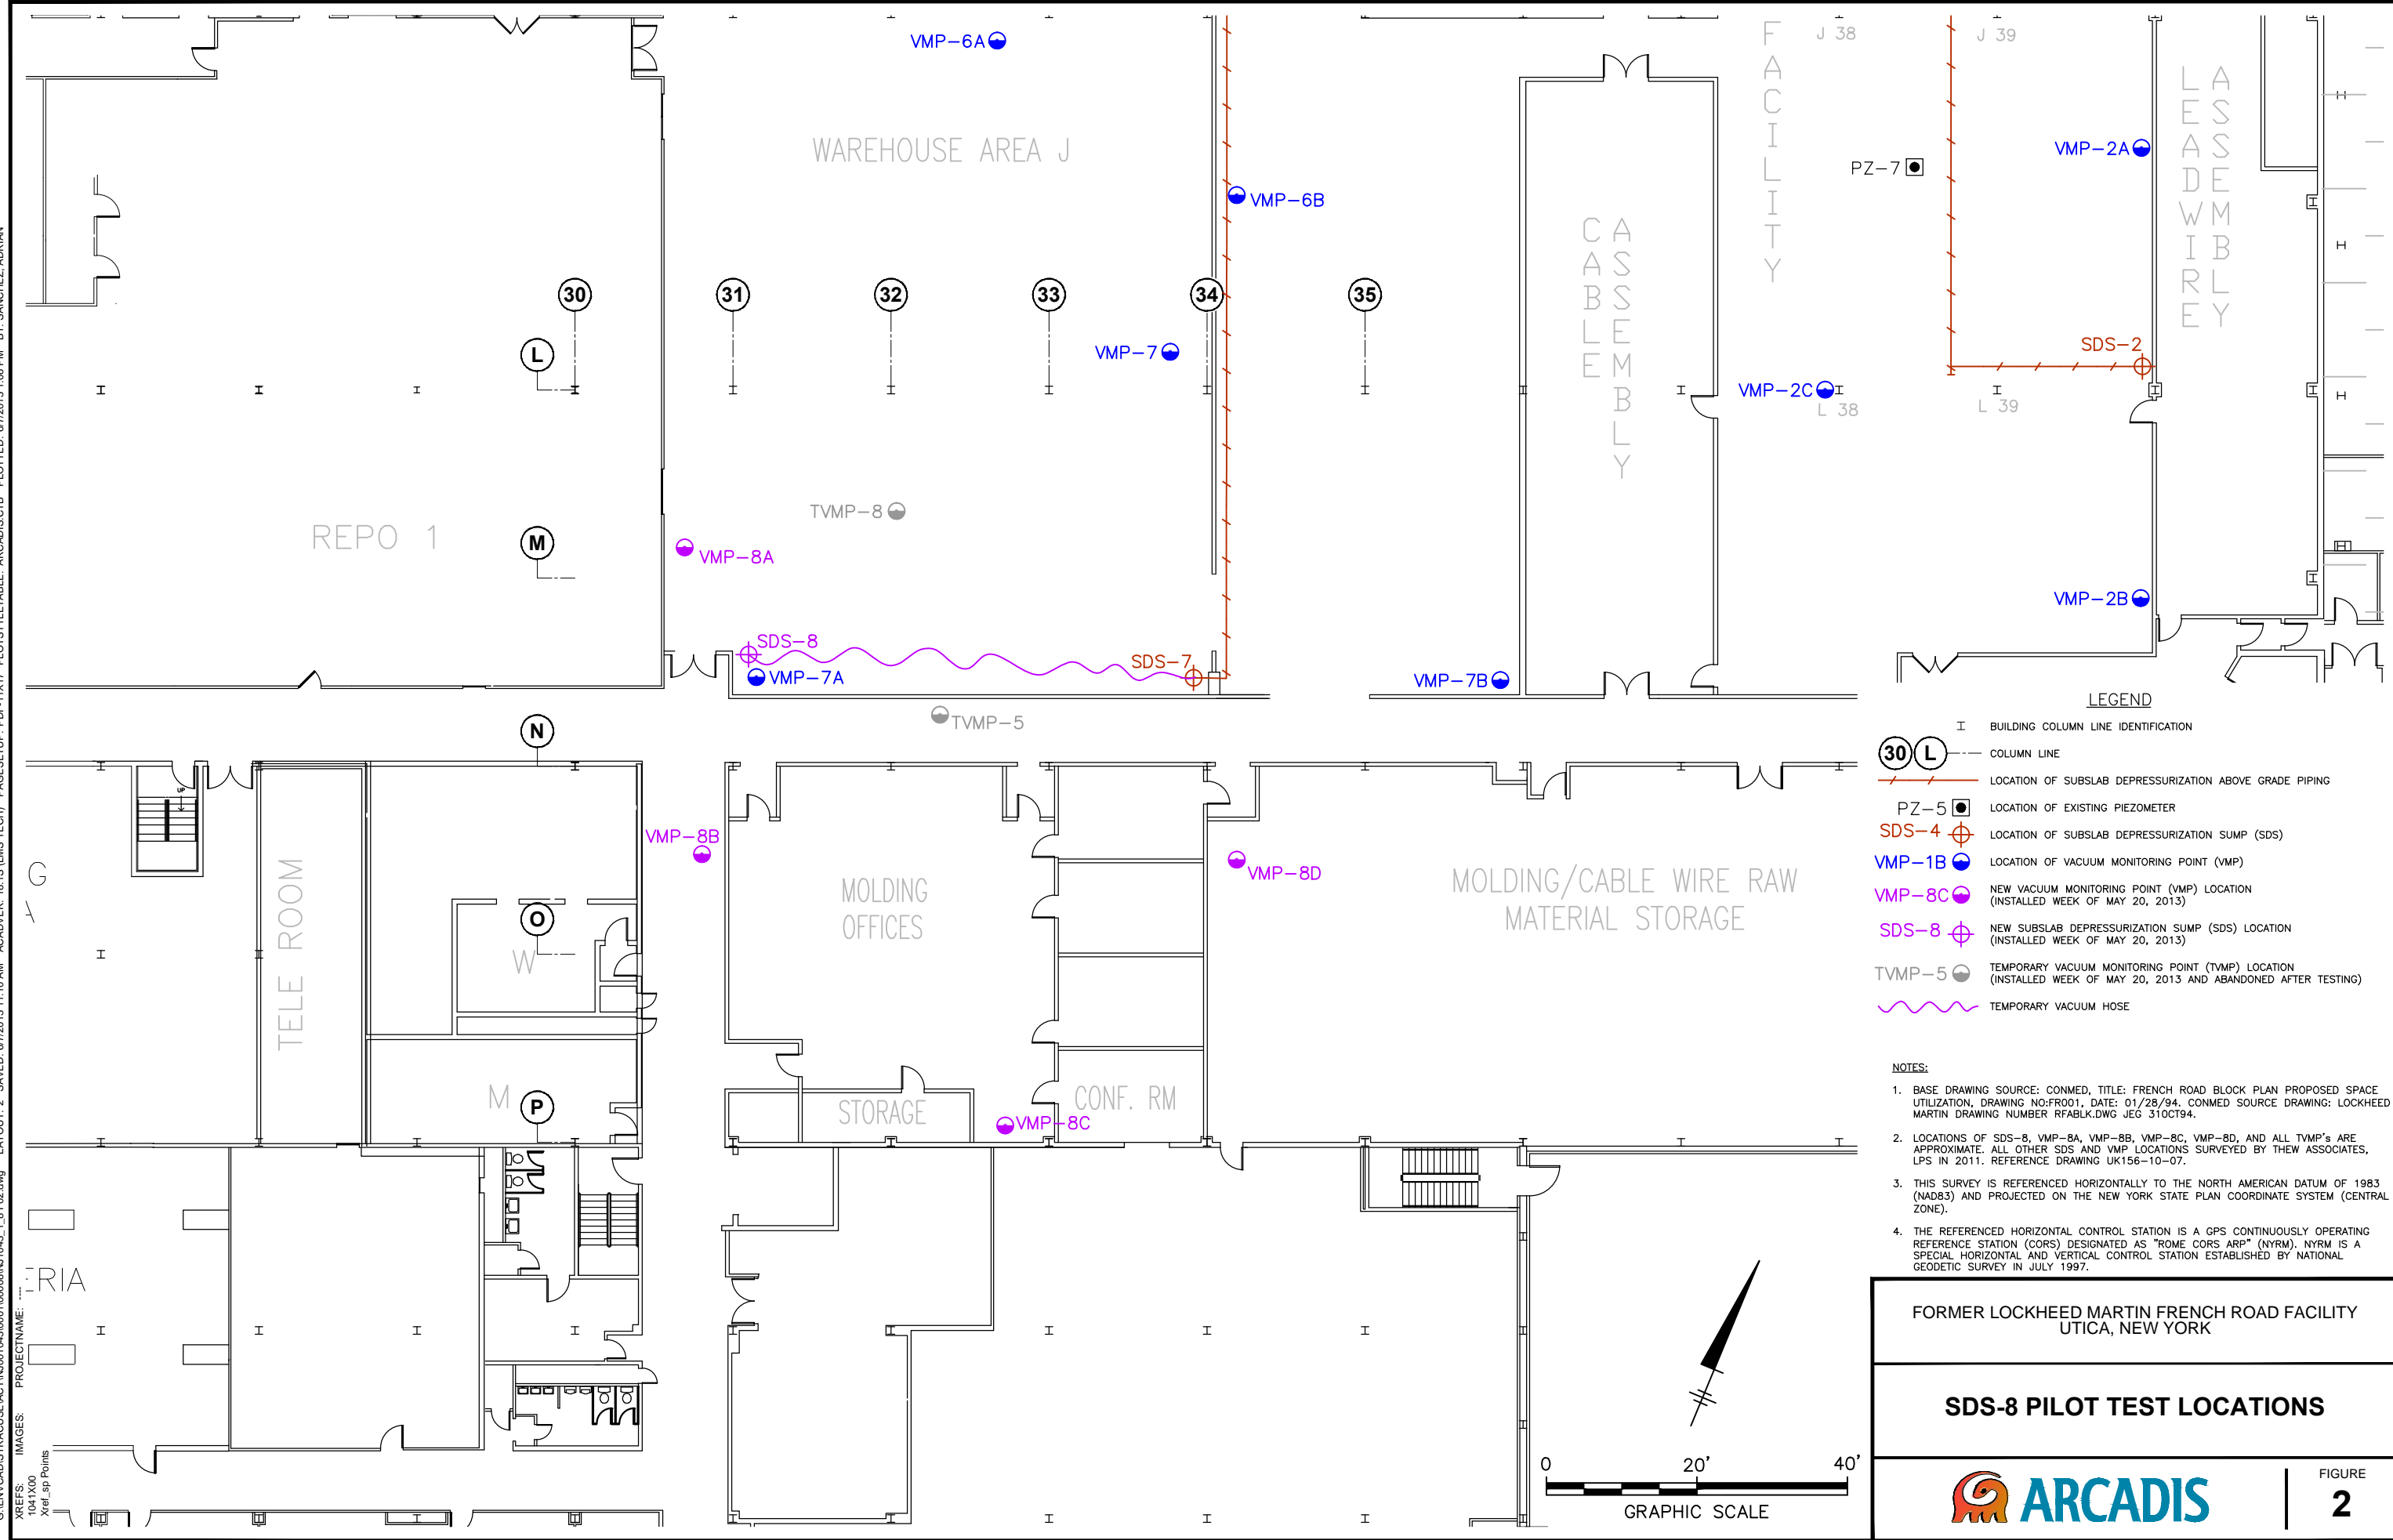 VMP-6A
WAREHOUSE AREA J
VMP-6B
FACILITY
J 38
J 39
PZ-7
VMP-2A
LEADWIRE
ASSEMBLY
CABLE
ASSEMBLY
30
31
32
33
34
35
L
VMP-7
SDS-2
VMP-2C
L 38
L 39
TVMP-8
REPO 1
M
VMP-8A
VMP-2B
SDS-8
SDS-7
VMP-7A
VMP-7B
TVMP-5
N
UP
VMP-8B
VMP-8D
G
A
TELE ROOM
O
W
MOLDING
OFFICES
MOLDING/CABLE WIRE RAW
MATERIAL STORAGE
M
P
STORAGE
CONF. RM
VMP-8C
ERIA
LEGEND
BUILDING COLUMN LINE IDENTIFICATION
30 L COLUMN LINE
LOCATION OF SUBSLAB DEPRESSURIZATION ABOVE GRADE PIPING
PZ-5 LOCATION OF EXISTING PIEZOMETER
SDS-4 LOCATION OF SUBSLAB DEPRESSURIZATION SUMP (SDS)
VMP-1B LOCATION OF VACUUM MONITORING POINT (VMP)
VMP-8C NEW VACUUM MONITORING POINT (VMP) LOCATION
(INSTALLED WEEK OF MAY 20, 2013)
SDS-8 NEW SUBSLAB DEPRESSURIZATION SUMP (SDS) LOCATION
(INSTALLED WEEK OF MAY 20, 2013)
TVMP-5 TEMPORARY VACUUM MONITORING POINT (TVMP) LOCATION
(INSTALLED WEEK OF MAY 20, 2013 AND ABANDONED AFTER TESTING)
TEMPORARY VACUUM HOSE
NOTES:
1. BASE DRAWING SOURCE: CONMED, TITLE: FRENCH ROAD BLOCK PLAN PROPOSED SPACE
UTILIZATION, DRAWING NO:FR001, DATE: 01/28/94. CONMED SOURCE DRAWING: LOCKHEED
MARTIN DRAWING NUMBER RFABLK.DWG JEG 31OCT94.
2. LOCATIONS OF SDS-8, VMP-8A, VMP-8B, VMP-8C, VMP-8D, AND ALL TVMP's ARE
APPROXIMATE. ALL OTHER SDS AND VMP LOCATIONS SURVEYED BY THEW ASSOCIATES,
LPS IN 2011. REFERENCE DRAWING UK156-10-07.
3. THIS SURVEY IS REFERENCED HORIZONTALLY TO THE NORTH AMERICAN DATUM OF 1983
(NAD83) AND PROJECTED ON THE NEW YORK STATE PLAN COORDINATE SYSTEM (CENTRAL
ZONE).
4. THE REFERENCED HORIZONTAL CONTROL STATION IS A GPS CONTINUOUSLY OPERATING
REFERENCE STATION (CORS) DESIGNATED AS "ROME CORS ARP" (NYRM). NYRM IS A
SPECIAL HORIZONTAL AND VERTICAL CONTROL STATION ESTABLISHED BY NATIONAL
GEODETIC SURVEY IN JULY 1997.
0 20' 40'
GRAPHIC SCALE
FORMER LOCKHEED MARTIN FRENCH ROAD FACILITY
UTICA, NEW YORK
SDS-8 PILOT TEST LOCATIONS
ARCADIS
FIGURE
2
XREFS:
1041X00
Xref_sp Points
IMAGES:
PROJECTNAME: ----